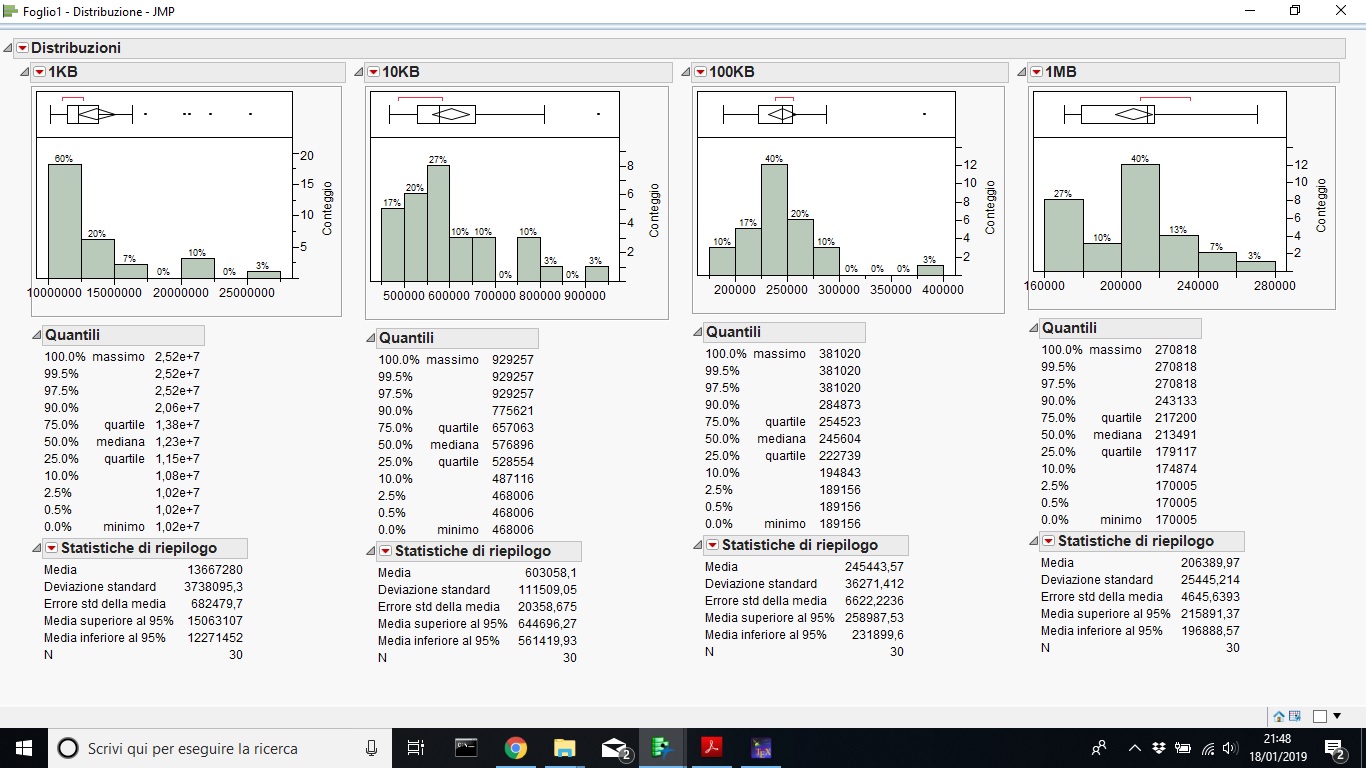 Foglio1 - Distribuzione - JMP
Distribuzioni
1KB
60%
20%
7%
0%
10%
0%
3%
20
15
10
5
Conteggio
10000000 15000000 20000000 25000000
Quantili
100.0% massimo 2,52e+7
99.5% 2,52e+7
97.5% 2,52e+7
90.0% 2,06e+7
75.0% quartile 1,38e+7
50.0% mediana 1,23e+7
25.0% quartile 1,15e+7
10.0% 1,08e+7
2.5% 1,02e+7
0.5% 1,02e+7
0.0% minimo 1,02e+7
Statistiche di riepilogo
Media 13667280
Deviazione standard 3738095,3
Errore std della media 682479,7
Media superiore al 95% 15063107
Media inferiore al 95% 12271452
N 30
10KB
17%
20%
27%
10%
10%
0%
10%
3%
0%
3%
8
6
4
2
Conteggio
500000 600000 700000 800000 900000
Quantili
100.0% massimo 929257
99.5% 929257
97.5% 929257
90.0% 775621
75.0% quartile 657063
50.0% mediana 576896
25.0% quartile 528554
10.0% 487116
2.5% 468006
0.5% 468006
0.0% minimo 468006
Statistiche di riepilogo
Media 603058,1
Deviazione standard 111509,05
Errore std della media 20358,675
Media superiore al 95% 644696,27
Media inferiore al 95% 561419,93
N 30
100KB
10%
17%
40%
20%
10%
0%
0%
0%
3%
12
10
8
6
4
2
Conteggio
200000 250000 300000 350000 400000
Quantili
100.0% massimo 381020
99.5% 381020
97.5% 381020
90.0% 284873
75.0% quartile 254523
50.0% mediana 245604
25.0% quartile 222739
10.0% 194843
2.5% 189156
0.5% 189156
0.0% minimo 189156
Statistiche di riepilogo
Media 245443,57
Deviazione standard 36271,412
Errore std della media 6622,2236
Media superiore al 95% 258987,53
Media inferiore al 95% 231899,6
N 30
1MB
27%
10%
40%
13%
7%
3%
12
10
8
6
4
2
Conteggio
160000 200000 240000 280000
Quantili
100.0% massimo 270818
99.5% 270818
97.5% 270818
90.0% 243133
75.0% quartile 217200
50.0% mediana 213491
25.0% quartile 179117
10.0% 174874
2.5% 170005
0.5% 170005
0.0% minimo 170005
Statistiche di riepilogo
Media 206389,97
Deviazione standard 25445,214
Errore std della media 4645,6393
Media superiore al 95% 215891,37
Media inferiore al 95% 196888,57
N 30
Scrivi qui per eseguire la ricerca
2
21:48
18/01/2019
2